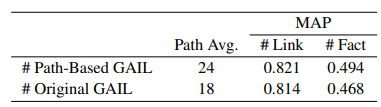 MAP
Path Avg. # Link # Fact
# Path-Based GAIL 24 0.821 0.494
# Original GAIL 18 0.814 0.468